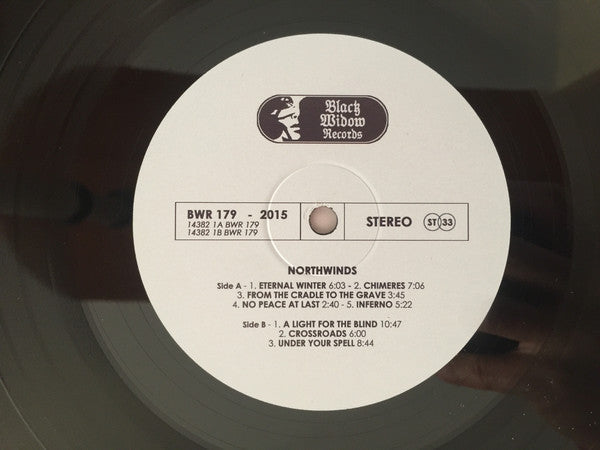 Black
Widow
Records
BWR 179 - 2015
14382 1A BWR 179
14382 1B BWR 179
STEREO
ST 33
NORTHWINDS
Side A - 1. ETERNAL WINTER 6:03 - 2. CHIMERES 7:06
3. FROM THE CRADLE TO THE GRAVE 3:45
4. NO PEACE AT LAST 2:40 - 5. INFERNO 5:22
Side B - 1. A LIGHT FOR THE BLIND 10:47
2. CROSSROADS 6:00
3. UNDER YOUR SPELL 8:44